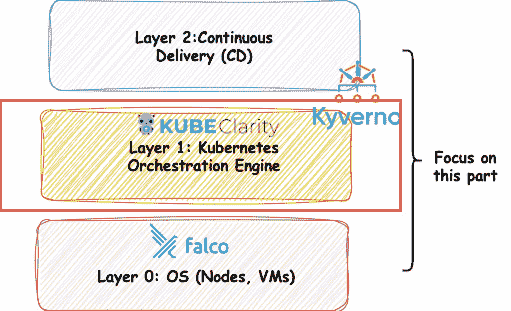 Layer 2:Continuous
Delivery (CD)
Kyverno
KUBEClarity
Layer 1: Kubernetes
Orchestration Engine
Focus on
this part
falco
Layer 0: OS (Nodes, VMs)